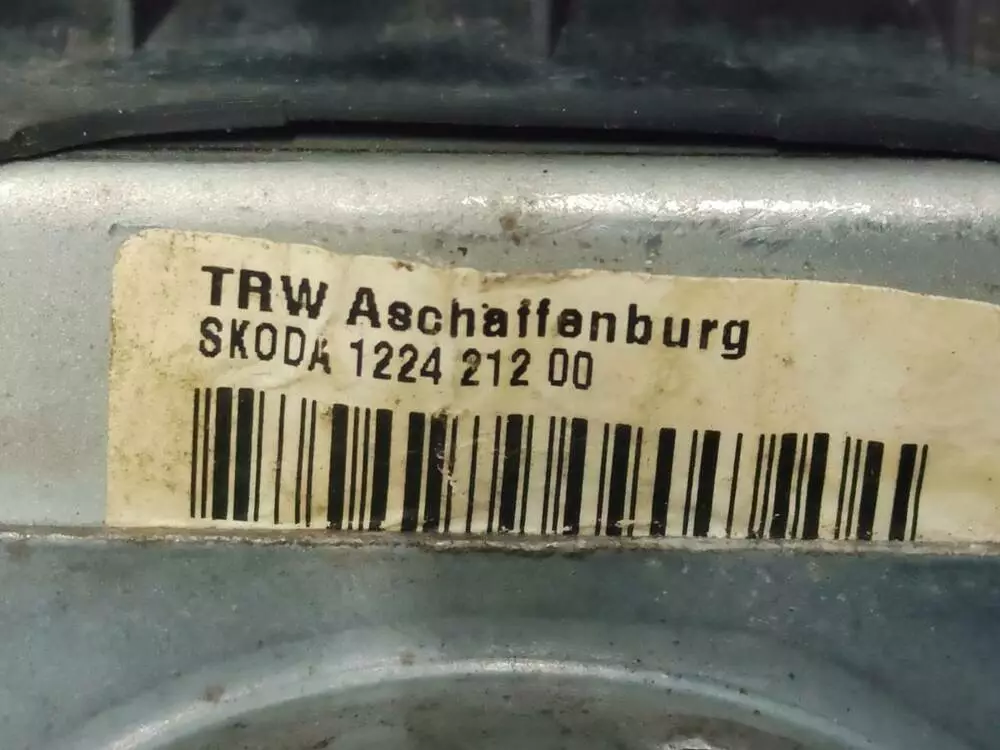 TRW Aschaffenburg
SKODA 1224 212 00